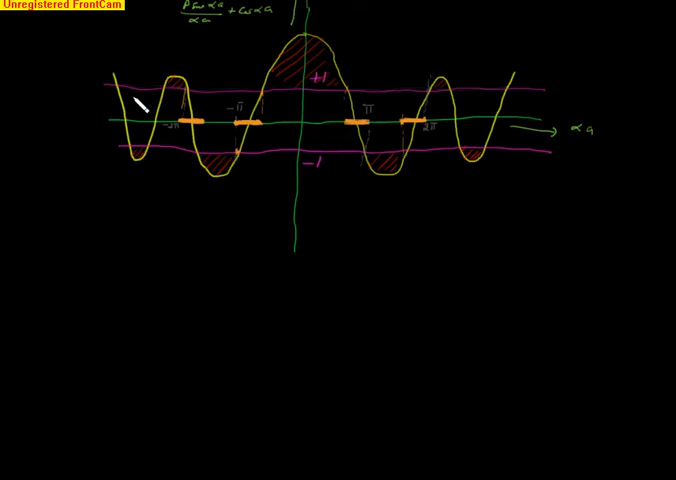 Unregistered FrontCam
P sin αa
αa
+ Cos αa
+1
-π
π
-2π
2π
αa
-1